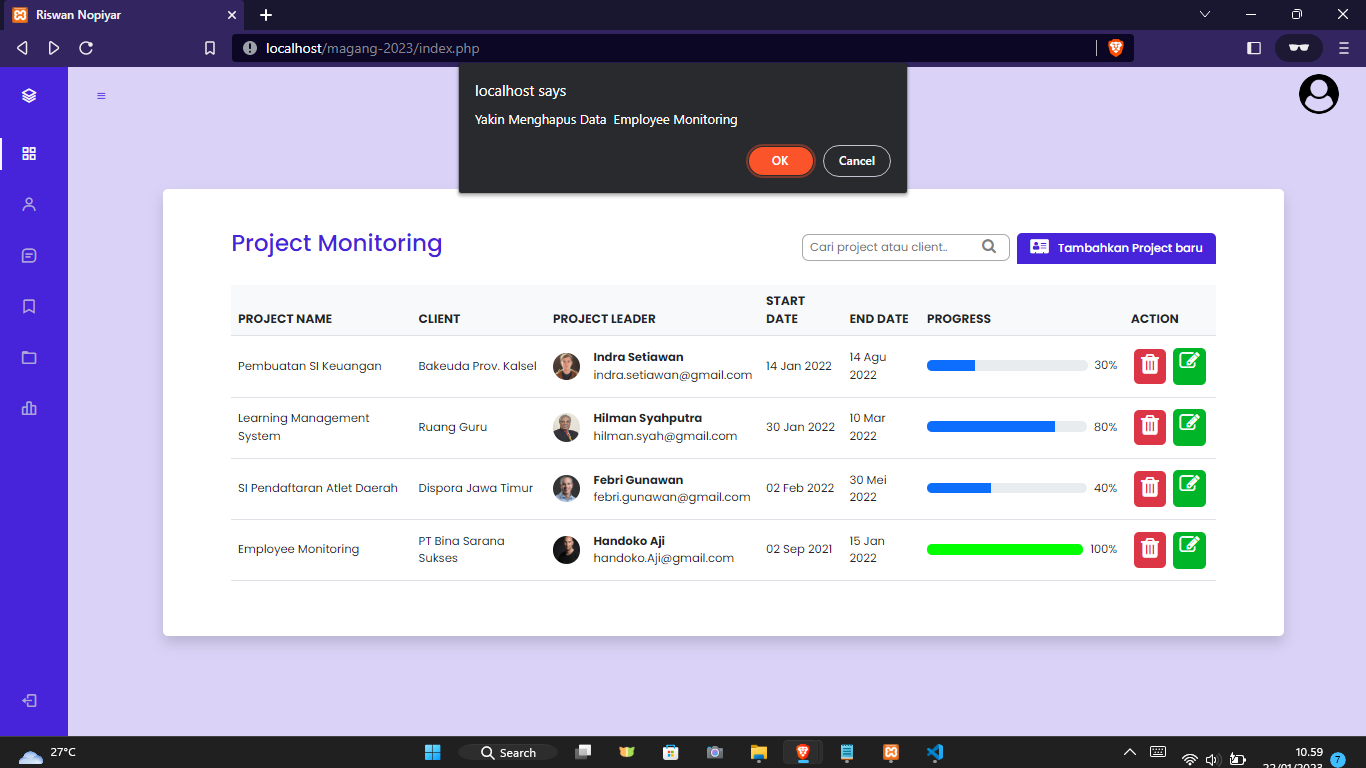 Riswan Nopiyar
localhost/magang-2023/index.php
localhost says
Yakin Menghapus Data  Employee Monitoring
OK
Cancel
Project Monitoring
Cari project atau client..
Tambahkan Project baru
PROJECT NAME
CLIENT
PROJECT LEADER
START
DATE
END DATE
PROGRESS
ACTION
Pembuatan SI Keuangan
Bakeuda Prov. Kalsel
Indra Setiawan
indra.setiawan@gmail.com
14 Jan 2022
14 Agu
2022
30%
Learning Management
System
Ruang Guru
Hilman Syahputra
hilman.syah@gmail.com
30 Jan 2022
10 Mar
2022
80%
SI Pendaftaran Atlet Daerah
Dispora Jawa Timur
Febri Gunawan
febri.gunawan@gmail.com
02 Feb 2022
30 Mei
2022
40%
Employee Monitoring
PT Bina Sarana
Sukses
Handoko Aji
handoko.Aji@gmail.com
02 Sep 2021
15 Jan
2022
100%
27°C
Search
10.59
22/01/2023
7